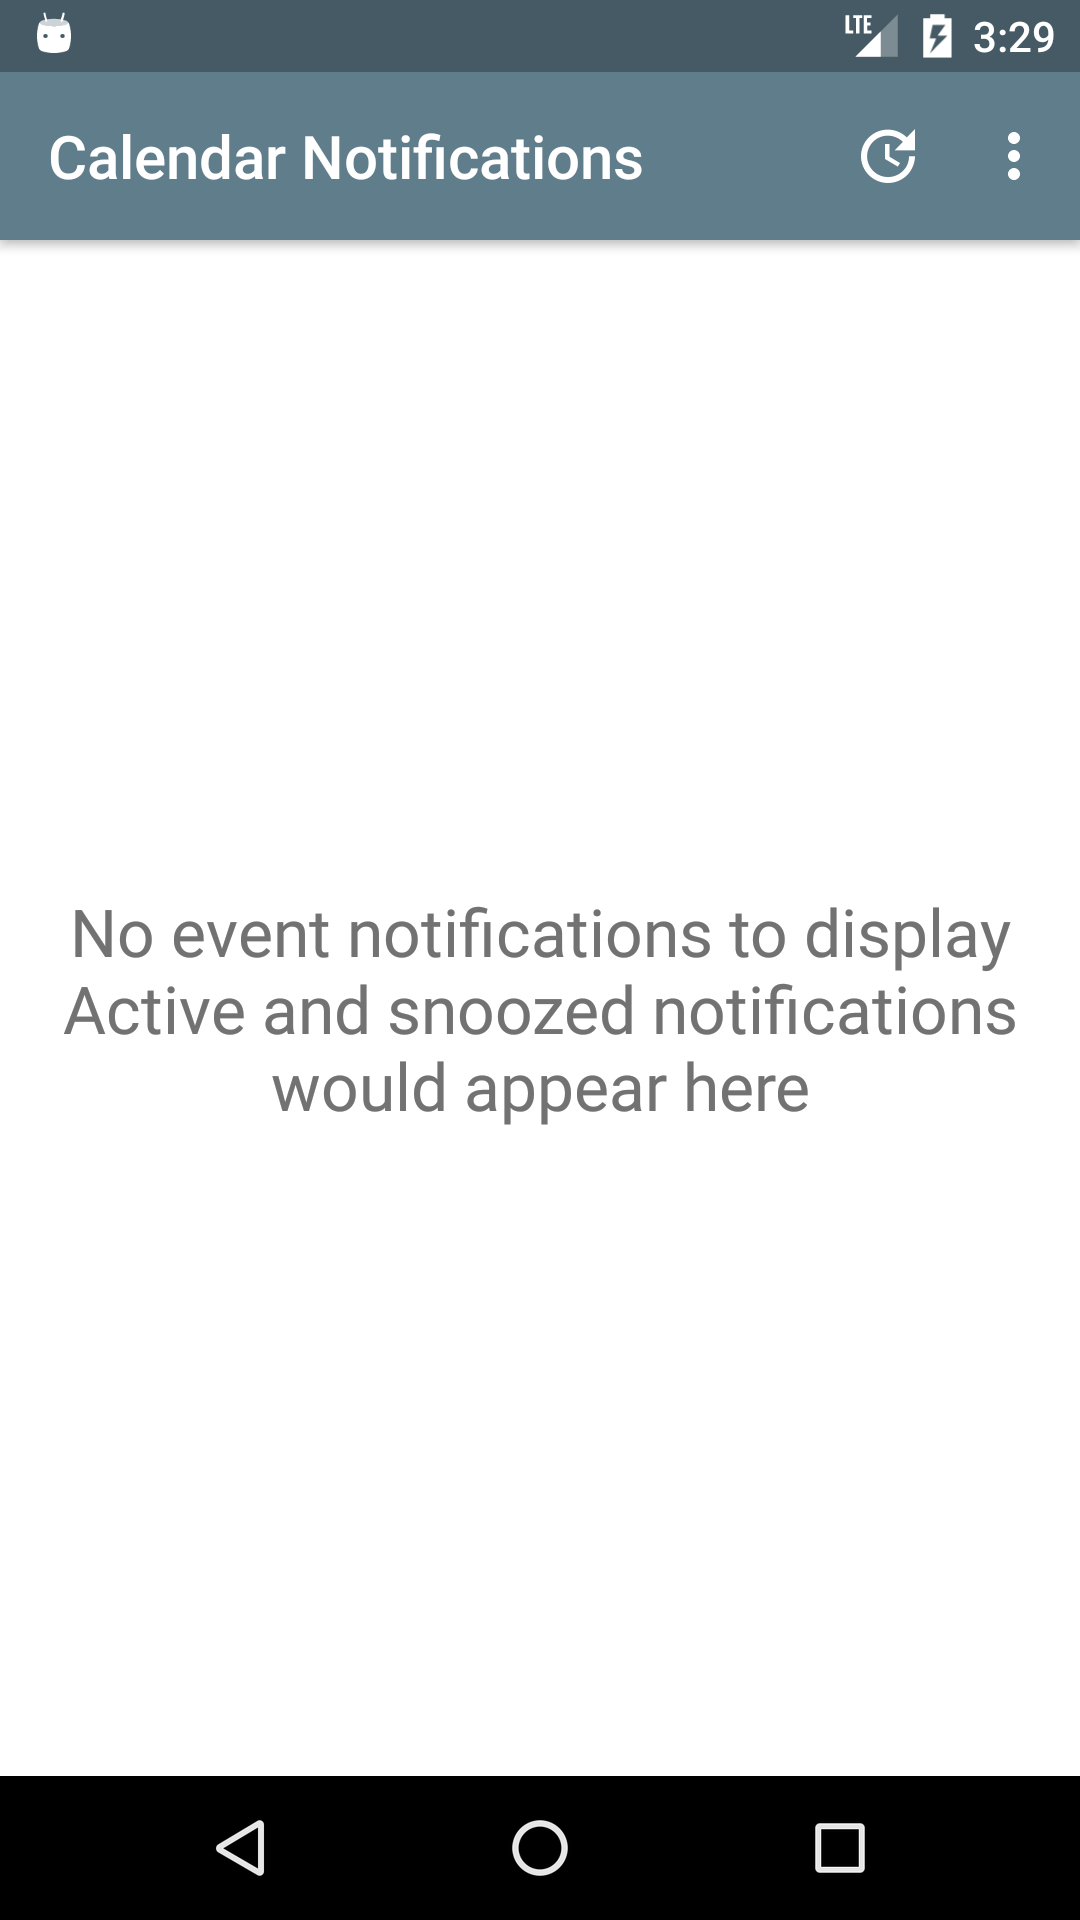 LTE 3:29
Calendar Notifications
No event notifications to display
Active and snoozed notifications
would appear here